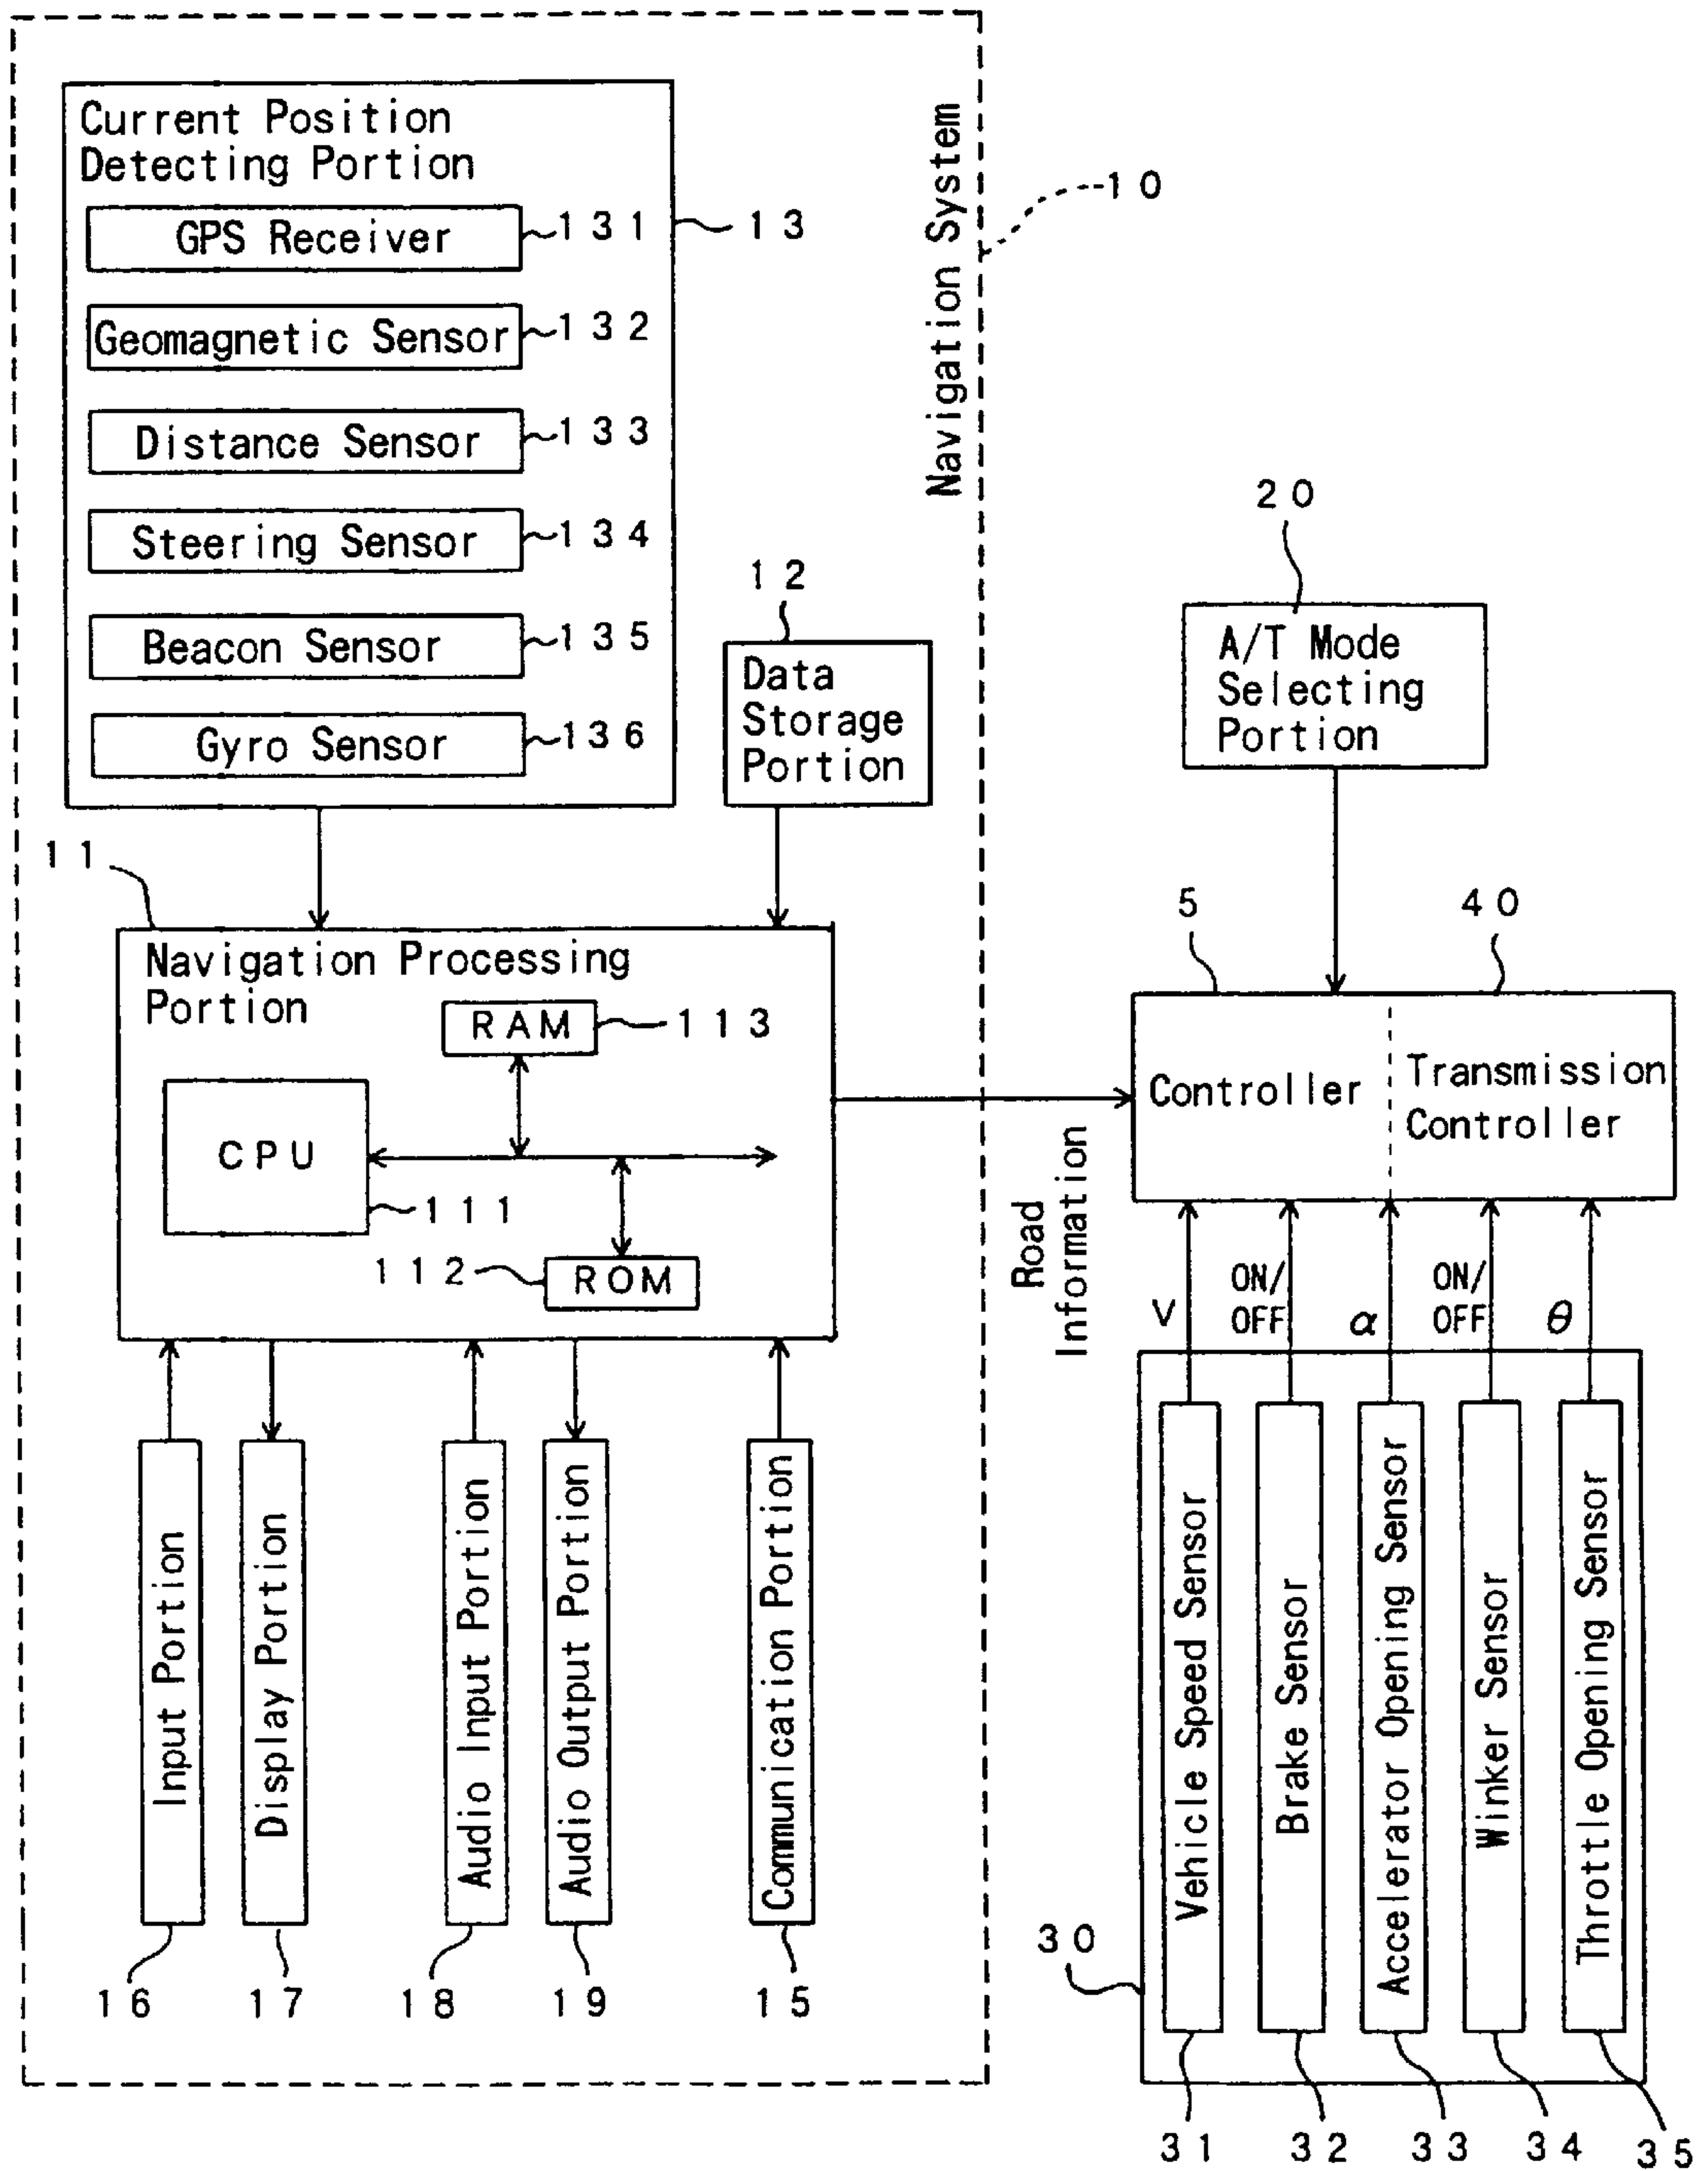 Current Position
Detecting Portion
GPS Receiver
131
Geomagnetic Sensor
132
Distance Sensor
133
Steering Sensor
134
Beacon Sensor
135
Gyro Sensor
136
13
Navigation System
10
12
Data
Storage
Portion
20
A/T Mode
Selecting
Portion
11
Navigation Processing
Portion
RAM
113
CPU
111
112
ROM
5
40
Controller
Transmission
Controller
Road
Information
V
ON/
OFF
α
ON/
OFF
θ
Input Portion
Display Portion
Audio Input Portion
Audio Output Portion
Communication Portion
16
17
18
19
15
Vehicle Speed Sensor
Brake Sensor
Accelerator Opening Sensor
Winker Sensor
Throttle Opening Sensor
30
31
32
33
34
35